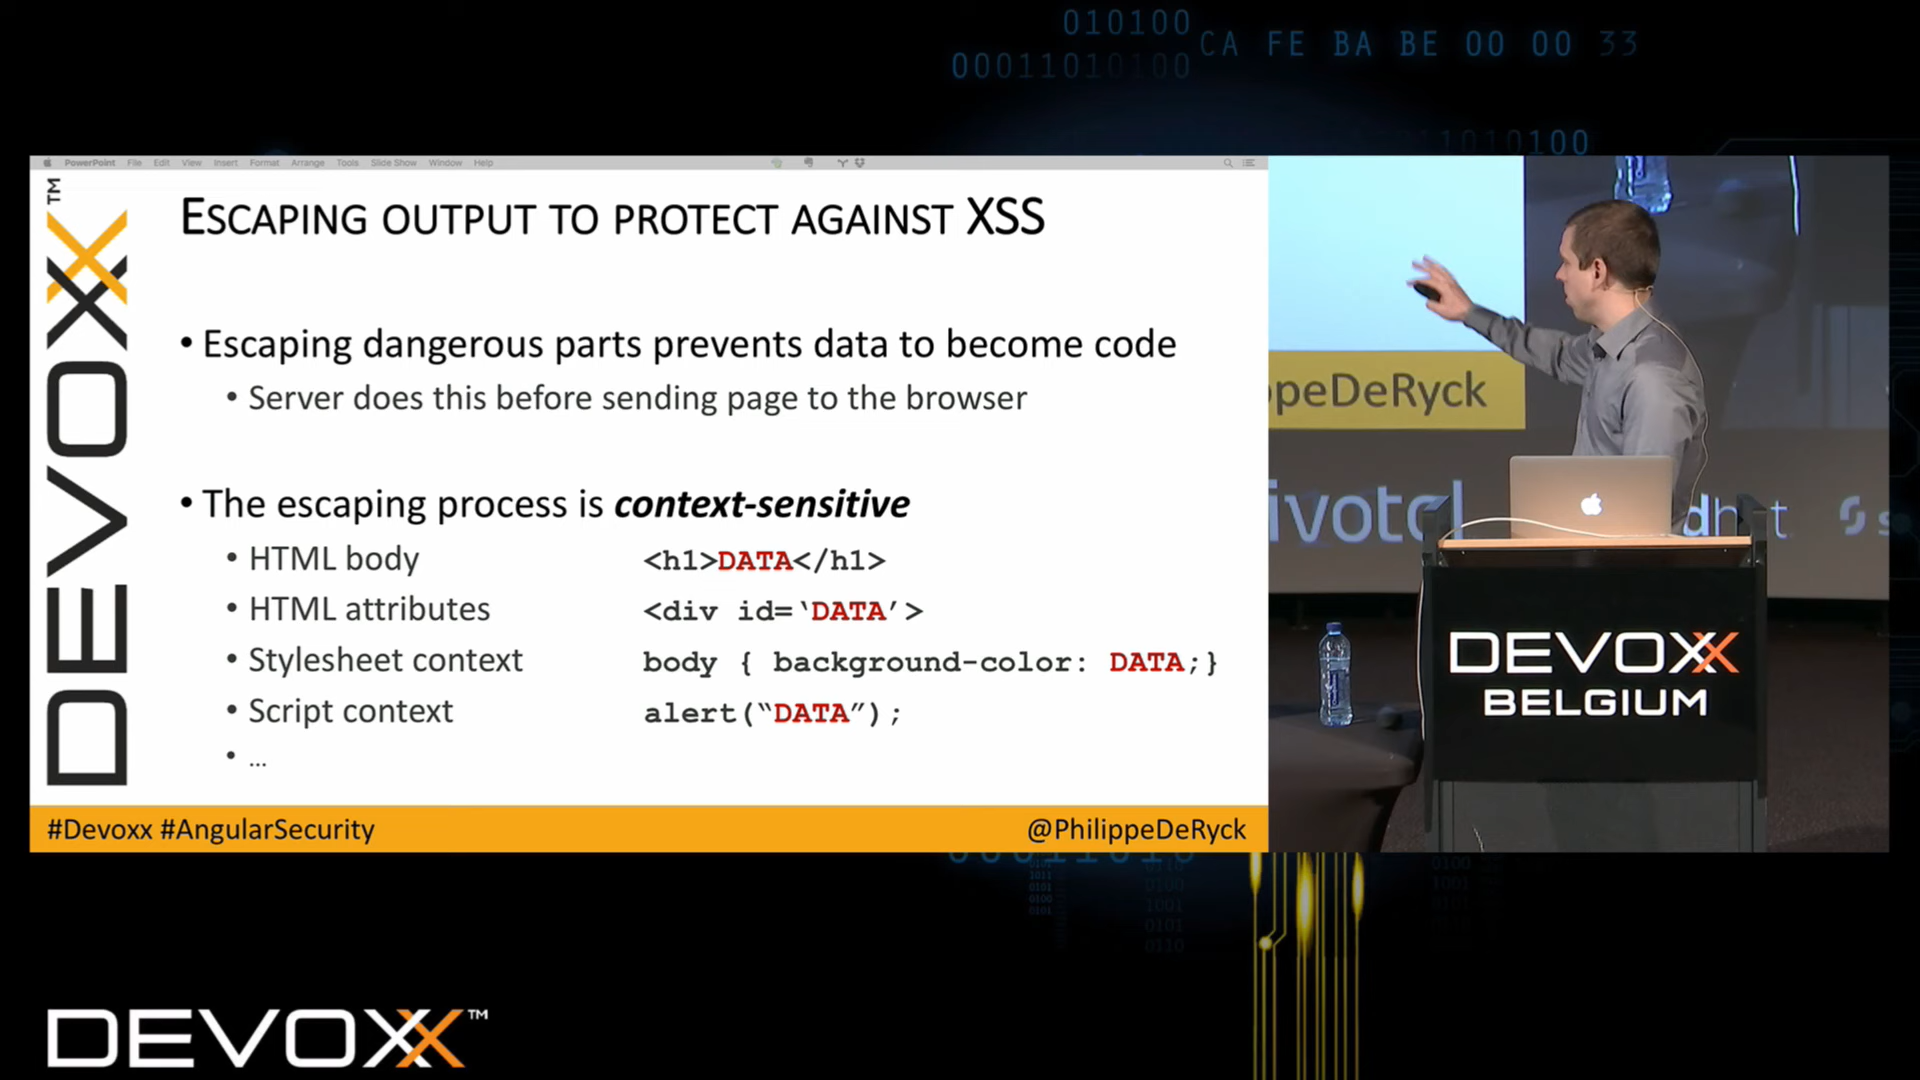 010100
CA FE BA BE 00 00 33
00011010100
1010100
PowerPoint File Edit View Insert Format Arrange Tools Slide Show Window Help
DEVOXX™
ESCAPING OUTPUT TO PROTECT AGAINST XSS
• Escaping dangerous parts prevents data to become code
• Server does this before sending page to the browser
• The escaping process is context-sensitive
• HTML body <h1>DATA</h1>
• HTML attributes <div id=‘DATA’>
• Stylesheet context body { background-color: DATA;}
• Script context alert(“DATA”);
• …
#Devoxx #AngularSecurity @PhilippeDeRyck
ppeDeRyck
DEVOXX
BELGIUM
DEVOXX™